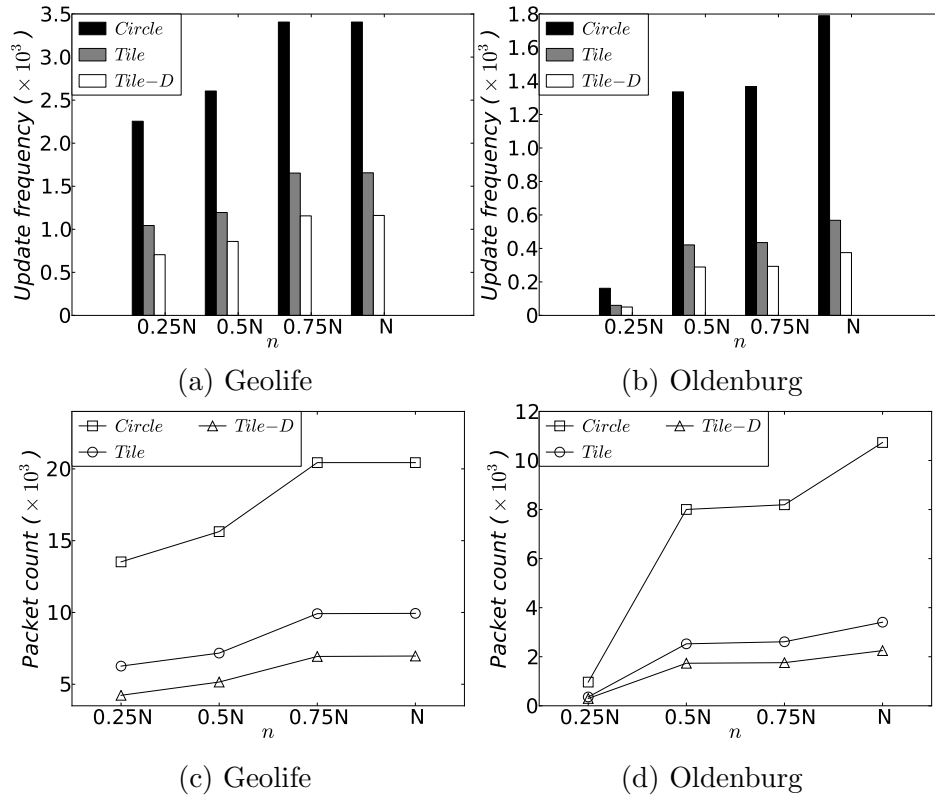 Update frequency ( × 10³ )
3.5
3.0
2.5
2.0
1.5
1.0
0.5
0
Circle
Tile
Tile−D
0.25N 0.5N 0.75N N
n
(a) Geolife
Update frequency ( × 10³ )
1.8
1.6
1.4
1.2
1.0
0.8
0.6
0.4
0.2
0
Circle
Tile
Tile−D
0.25N 0.5N 0.75N N
n
(b) Oldenburg
Packet count ( × 10³ )
20
15
10
5
Circle Tile−D
Tile
0.25N 0.5N 0.75N N
n
(c) Geolife
Packet count ( × 10³ )
12
10
8
6
4
2
0
Circle Tile−D
Tile
0.25N 0.5N 0.75N N
n
(d) Oldenburg